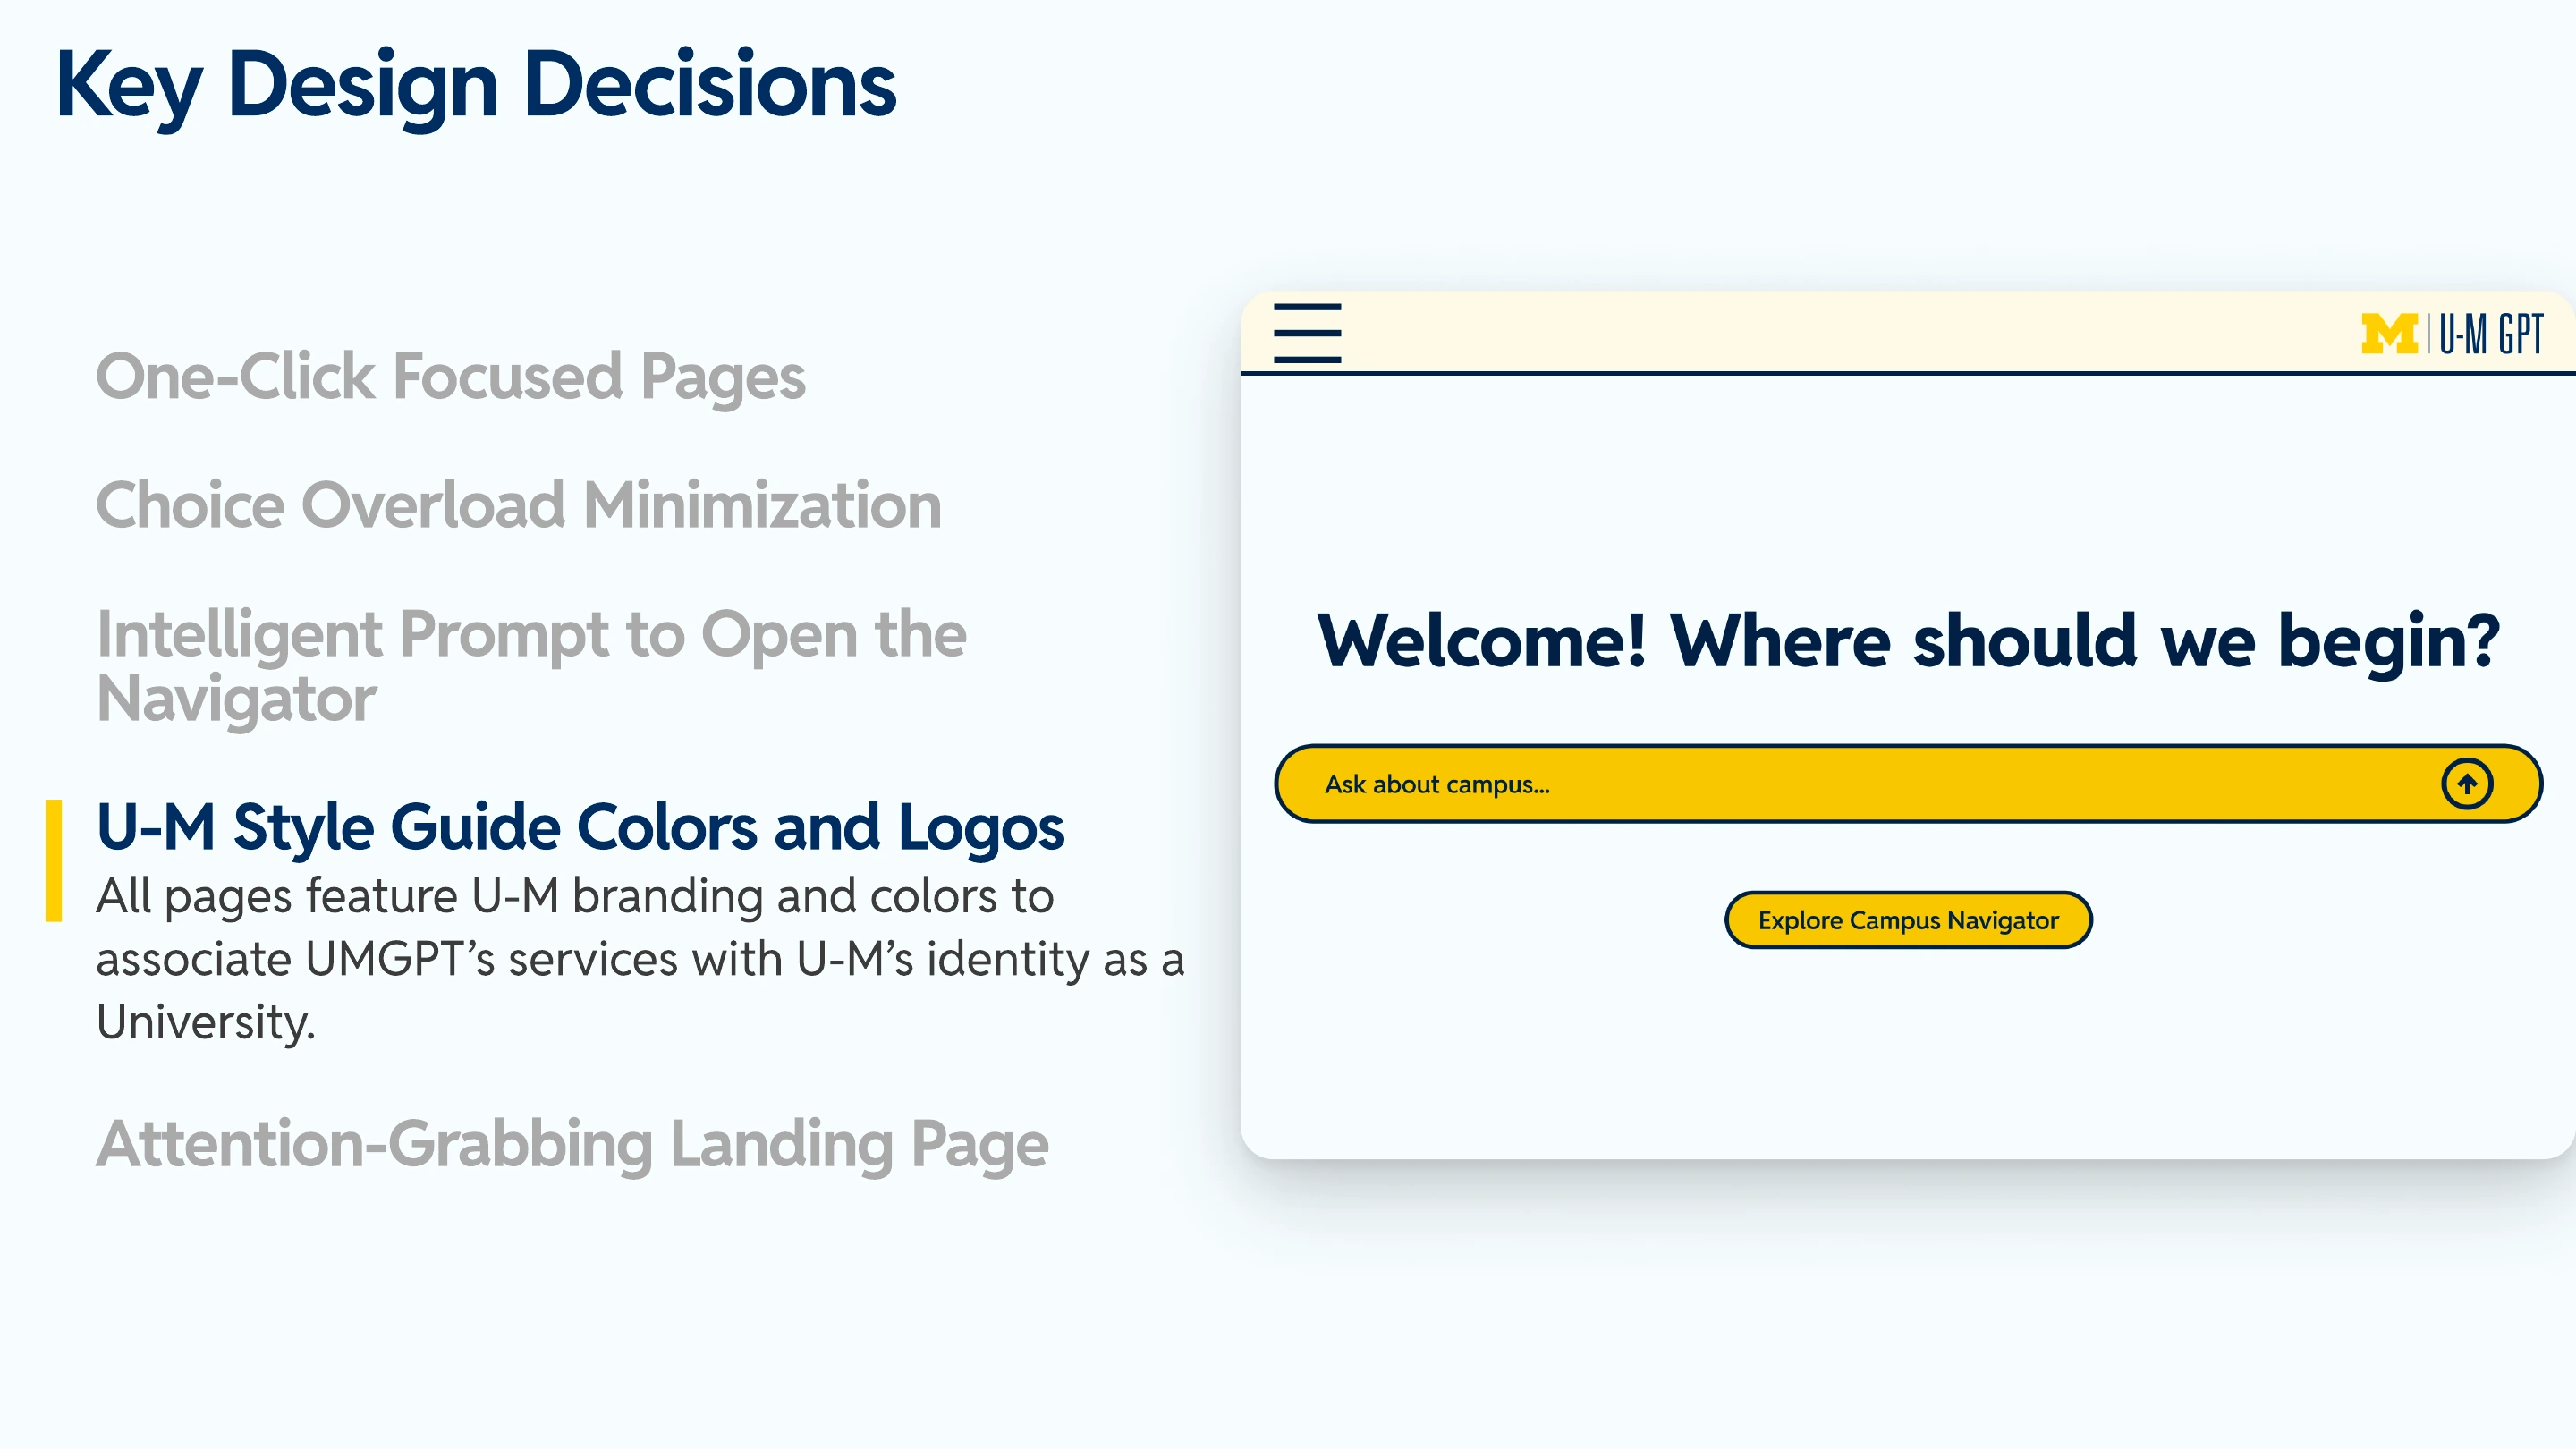 Key Design Decisions
One-Click Focused Pages
Choice Overload Minimization
Intelligent Prompt to Open the
Navigator
U-M Style Guide Colors and Logos
All pages feature U-M branding and colors to
associate UMGPT’s services with U-M’s identity as a
University.
Attention-Grabbing Landing Page
M | U-M GPT
Welcome! Where should we begin?
Ask about campus...
Explore Campus Navigator